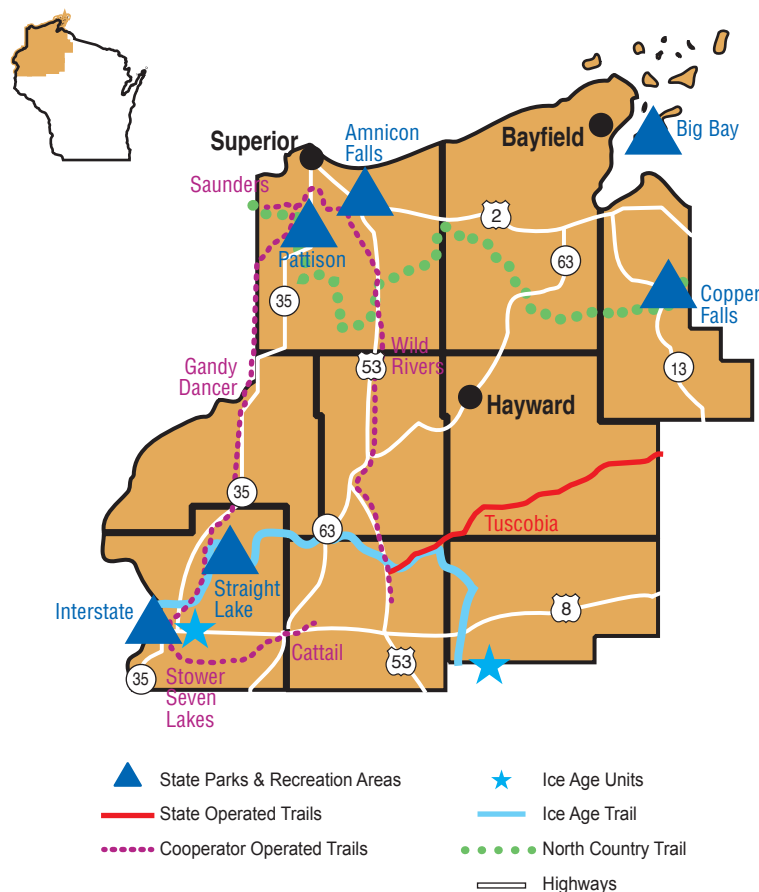 Superior
Amnicon
Falls
Bayfield
Big Bay
Saunders
2
Pattison
63
35
Copper
Falls
Gandy
Dancer
53
Wild
Rivers
13
Hayward
35
63
Tuscobia
Straight
Lake
Interstate
8
Cattail
53
35
Stower
Seven
Lakes
State Parks & Recreation Areas
Ice Age Units
State Operated Trails
Ice Age Trail
Cooperator Operated Trails
North Country Trail
Highways